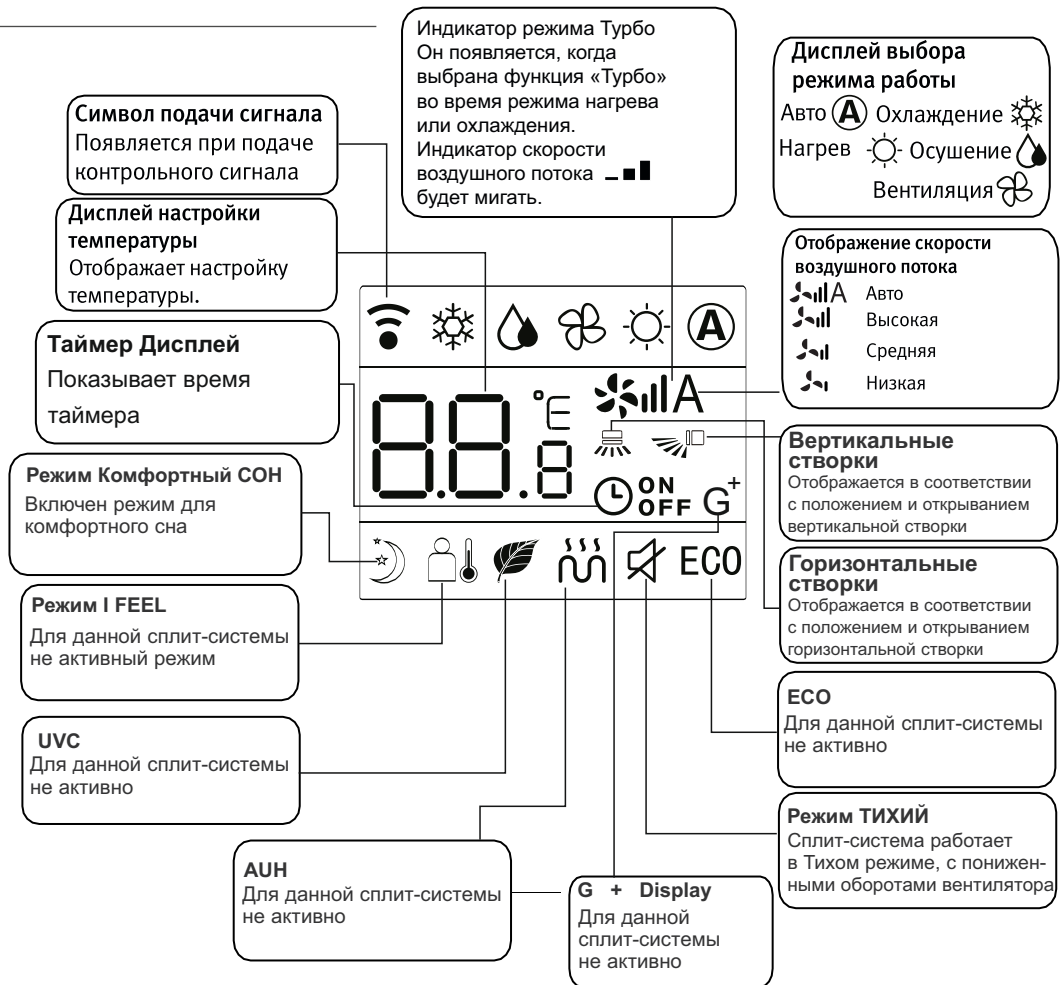 Индикатор режима Турбо
Он появляется, когда
выбрана функция «Турбо»
во время режима нагрева
или охлаждения.
Индикатор скорости
воздушного потока
будет мигать.
Дисплей выбора
режима работы
Авто A Охлаждение
Нагрев Осушение
Вентиляция
Символ подачи сигнала
Появляется при подаче
контрольного сигнала
Дисплей настройки
температуры
Отображает настройку
температуры.
Отображение скорости
воздушного потока
A Авто
Высокая
Средняя
Низкая
Таймер Дисплей
Показывает время
таймера
A
88.8 °E A
ON
OFF G+
ECO
Режим Комфортный СОН
Включен режим для
комфортного сна
Вертикальные
створки
Отображается в соответствии
с положением и открыванием
вертикальной створки
Горизонтальные
створки
Отображается в соответствии
с положением и открыванием
горизонтальной створки
Режим I FEEL
Для данной сплит-системы
не активный режим
ECO
Для данной сплит-системы
не активно
UVC
Для данной сплит-системы
не активно
Режим ТИХИЙ
Сплит-система работает
в Тихом режиме, с понижен-
ными оборотами вентилятора
AUH
Для данной сплит-системы
не активно
G + Display
Для данной
сплит-системы
не активно